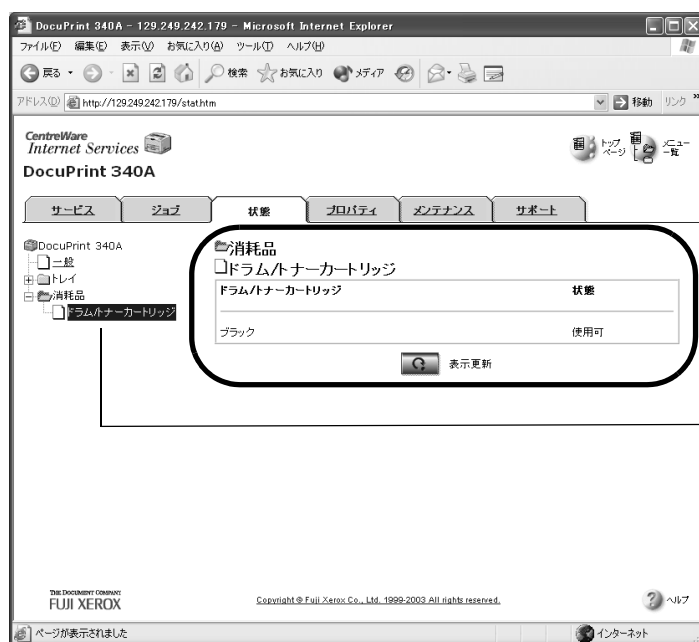 DocuPrint 340A - 129.249.242.179 - Microsoft Internet Explorer
ファイル(F) 編集(E) 表示(V) お気に入り(A) ツール(T) ヘルプ(H)
戻る 検索 お気に入り メディア
アドレス(D) http://129.249.242.179/stat.htm 移動 リンク »
CentreWare
Internet Services
トップページ
メニュー一覧
DocuPrint 340A
サービス ジョブ 状態 プロパティ メンテナンス サポート
DocuPrint 340A
一般
トレイ
消耗品
ドラム/トナーカートリッジ
消耗品
ドラム/トナーカートリッジ
ドラム/トナーカートリッジ 状態
ブラック 使用可
表示更新
THE DOCUMENT COMPANY
FUJI XEROX
Copyright © Fuji Xerox Co., Ltd. 1999-2003 All rights reserved.
ヘルプ
ページが表示されました インターネット